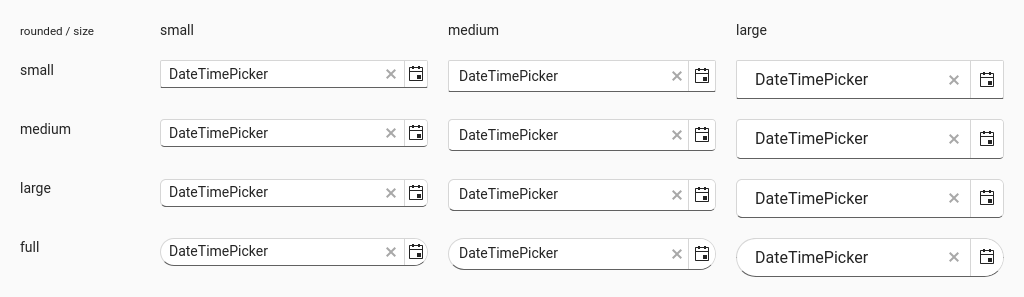 rounded / size small medium large
small DateTimePicker DateTimePicker DateTimePicker
medium DateTimePicker DateTimePicker DateTimePicker
large DateTimePicker DateTimePicker DateTimePicker
full DateTimePicker DateTimePicker DateTimePicker